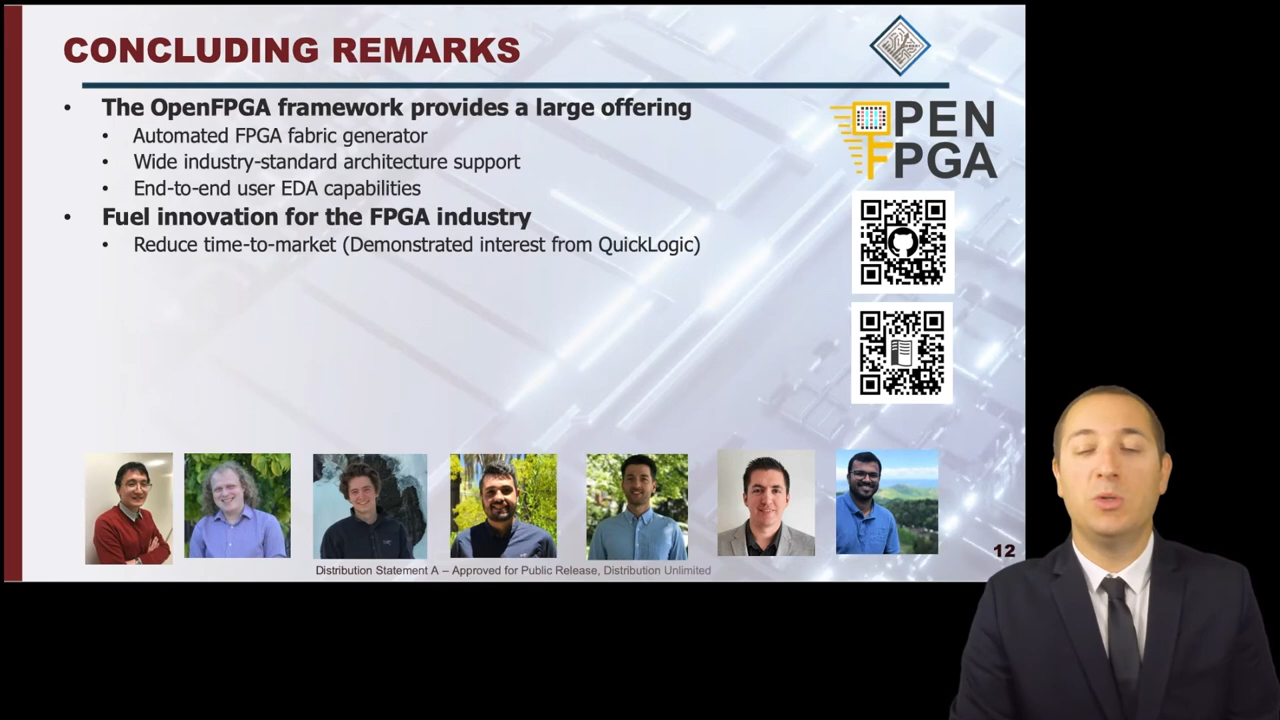 CONCLUDING REMARKS
• The OpenFPGA framework provides a large offering
• Automated FPGA fabric generator
• Wide industry-standard architecture support
• End-to-end user EDA capabilities
• Fuel innovation for the FPGA industry
• Reduce time-to-market (Demonstrated interest from QuickLogic)
OPEN
FPGA
12
Distribution Statement A – Approved for Public Release, Distribution Unlimited